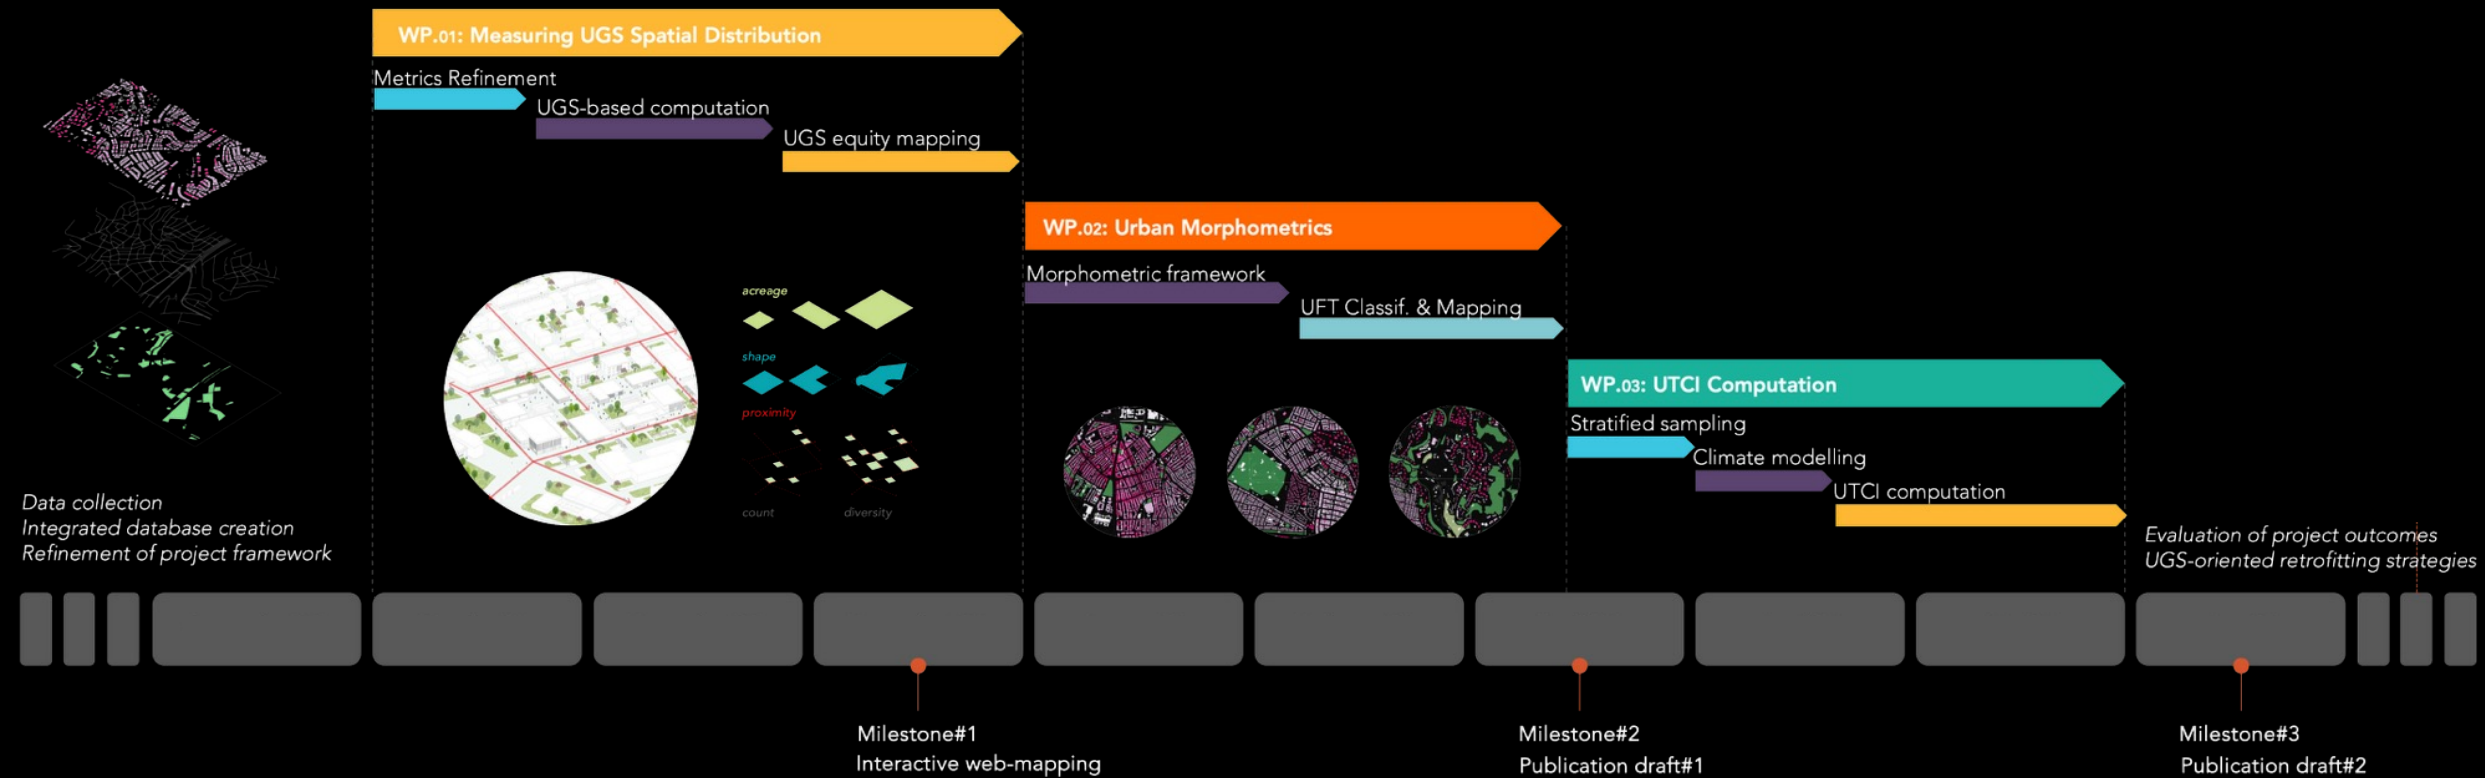 WP.01: Measuring UGS Spatial Distribution
Metrics Refinement
UGS-based computation
UGS equity mapping
WP.02: Urban Morphometrics
Morphometric framework
UFT Classif. & Mapping
acreage
shape
proximity
count
diversity
WP.03: UTCI Computation
Stratified sampling
Climate modelling
UTCI computation
Data collection
Integrated database creation
Refinement of project framework
Evaluation of project outcomes
UGS-oriented retrofitting strategies
Milestone#1
Interactive web-mapping
Milestone#2
Publication draft#1
Milestone#3
Publication draft#2